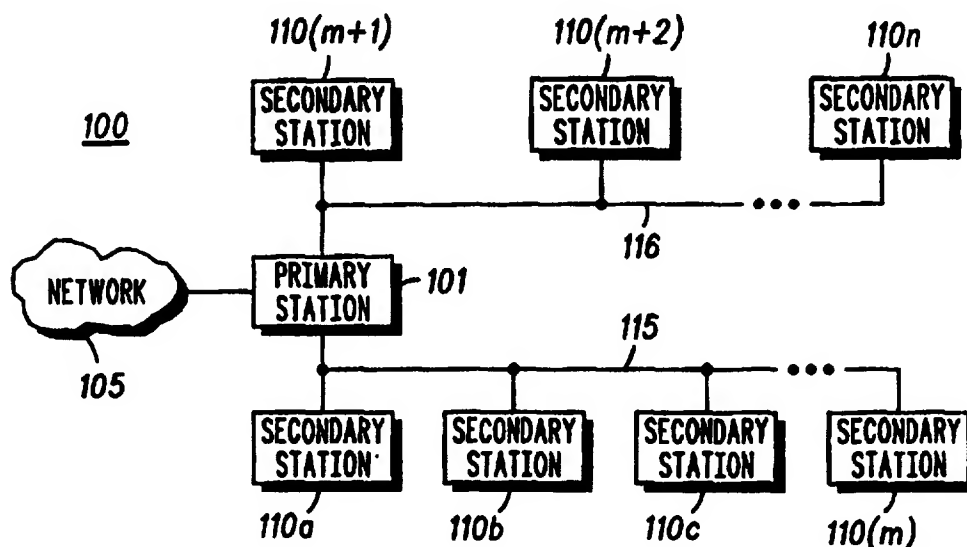 110(m+1)
110(m+2)
110n
SECONDARY
STATION
SECONDARY
STATION
SECONDARY
STATION
100
116
NETWORK
PRIMARY
STATION
101
105
115
SECONDARY
STATION
SECONDARY
STATION
SECONDARY
STATION
SECONDARY
STATION
110a
110b
110c
110(m)